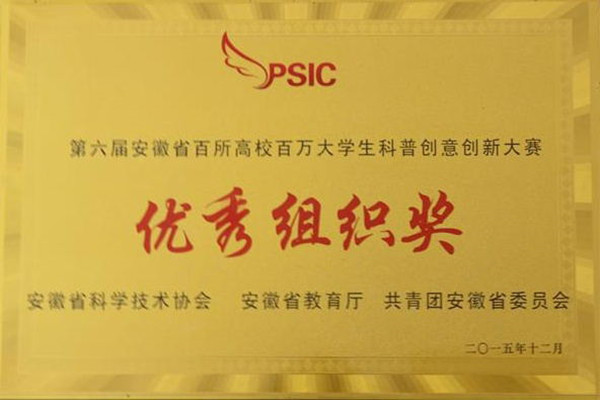 PSIC
第六届安徽省百所高校百万大学生科普创意创新大赛
优秀组织奖
安徽省科学技术协会 安徽省教育厅 共青团安徽省委员会
二〇一五年十二月